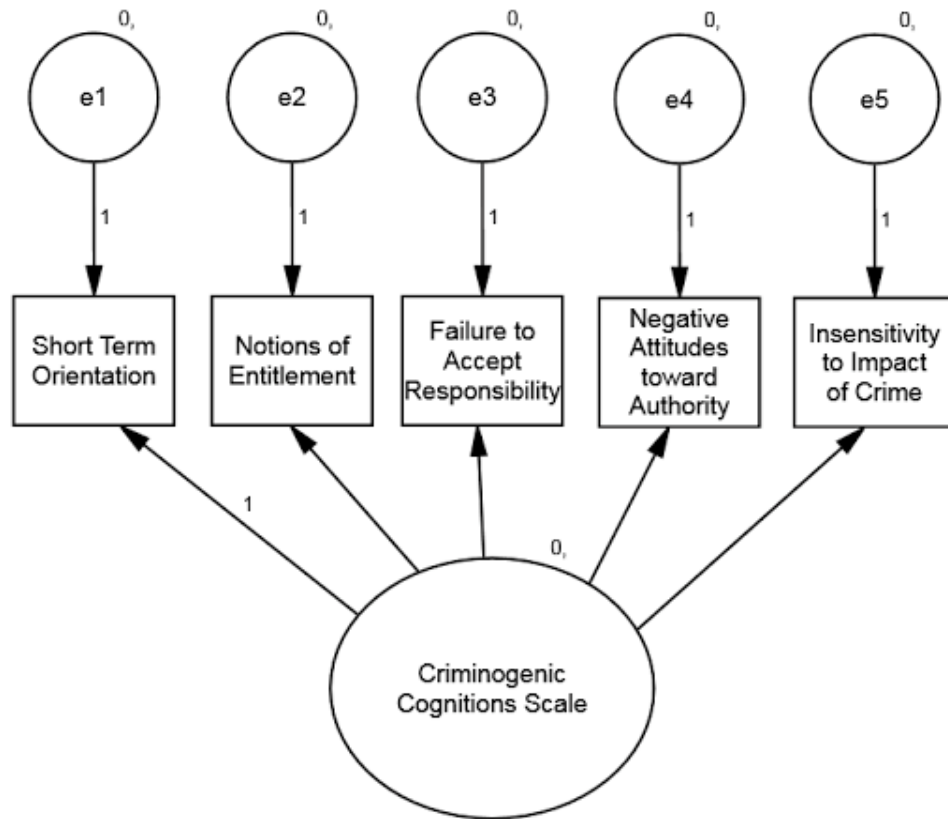 0,
0,
0,
0,
0,
e1
e2
e3
e4
e5
1
1
1
1
1
Short Term
Orientation
Notions of
Entitlement
Failure to
Accept
Responsibility
Negative
Attitudes
toward
Authority
Insensitivity
to Impact
of Crime
1
0,
Criminogenic
Cognitions Scale